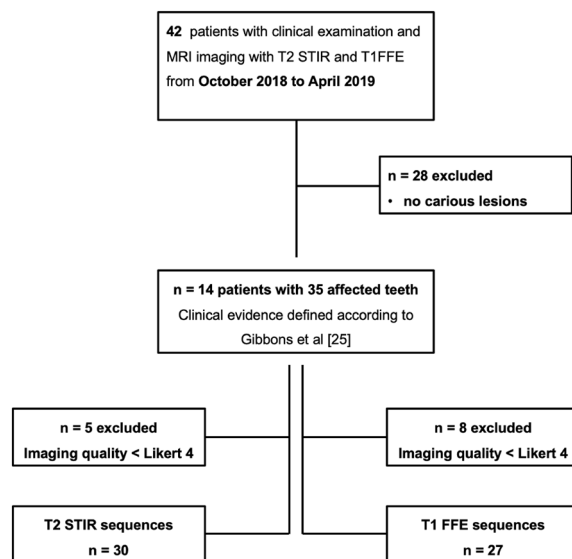 42 patients with clinical examination and
MRI imaging with T2 STIR and T1FFE
from October 2018 to April 2019
n = 28 excluded
• no carious lesions
n = 14 patients with 35 affected teeth
Clinical evidence defined according to
Gibbons et al [25]
n = 5 excluded
Imaging quality < Likert 4
n = 8 excluded
Imaging quality < Likert 4
T2 STIR sequences
n = 30
T1 FFE sequences
n = 27